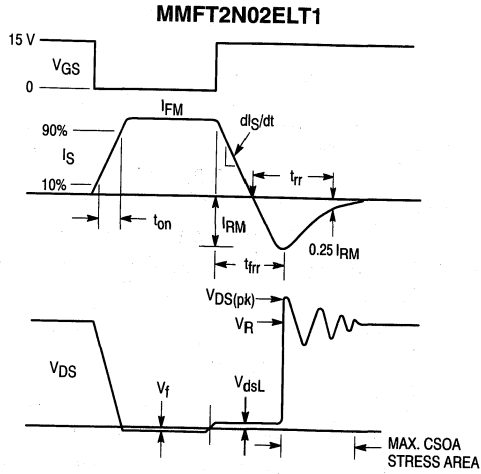 MMFT2N02ELT1
15 V
VGS
0
IFM
90%
dIS/dt
IS
trr
10%
ton
IRM
0.25 IRM
tfrr
VDS(pk)
VR
VDS
Vf
VdsL
MAX. CSOA
STRESS AREA